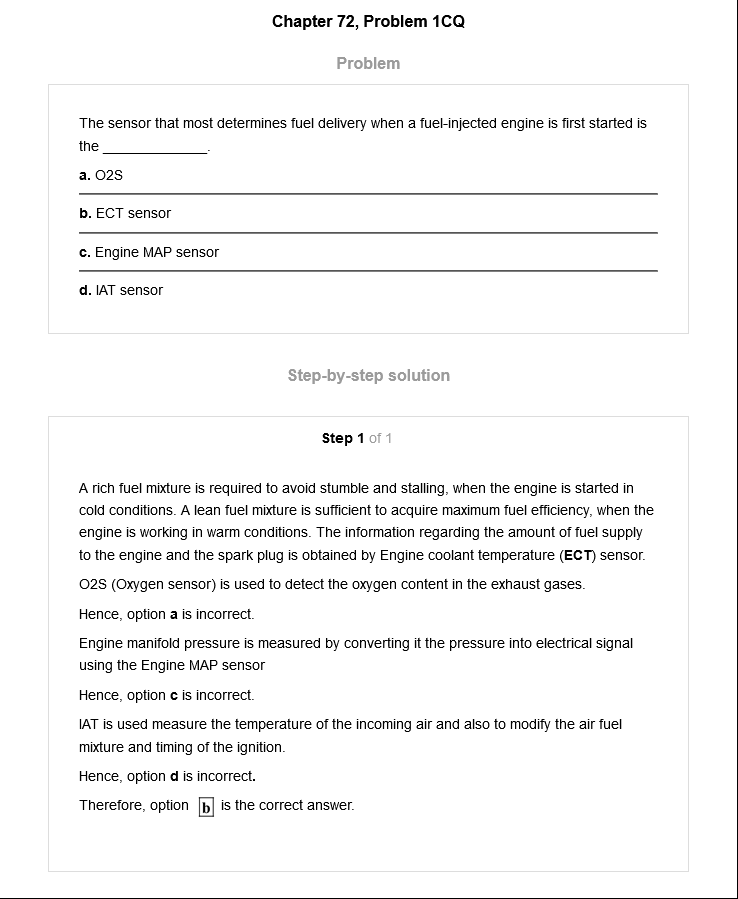 Chapter 72, Problem 1CQ
Problem
The sensor that most determines fuel delivery when a fuel-injected engine is first started is
the _____________.
a. O2S
b. ECT sensor
c. Engine MAP sensor
d. IAT sensor
Step-by-step solution
Step 1 of 1
A rich fuel mixture is required to avoid stumble and stalling, when the engine is started in
cold conditions. A lean fuel mixture is sufficient to acquire maximum fuel efficiency, when the
engine is working in warm conditions. The information regarding the amount of fuel supply
to the engine and the spark plug is obtained by Engine coolant temperature (ECT) sensor.
O2S (Oxygen sensor) is used to detect the oxygen content in the exhaust gases.
Hence, option a is incorrect.
Engine manifold pressure is measured by converting it the pressure into electrical signal
using the Engine MAP sensor
Hence, option c is incorrect.
IAT is used measure the temperature of the incoming air and also to modify the air fuel
mixture and timing of the ignition.
Hence, option d is incorrect.
Therefore, option b is the correct answer.